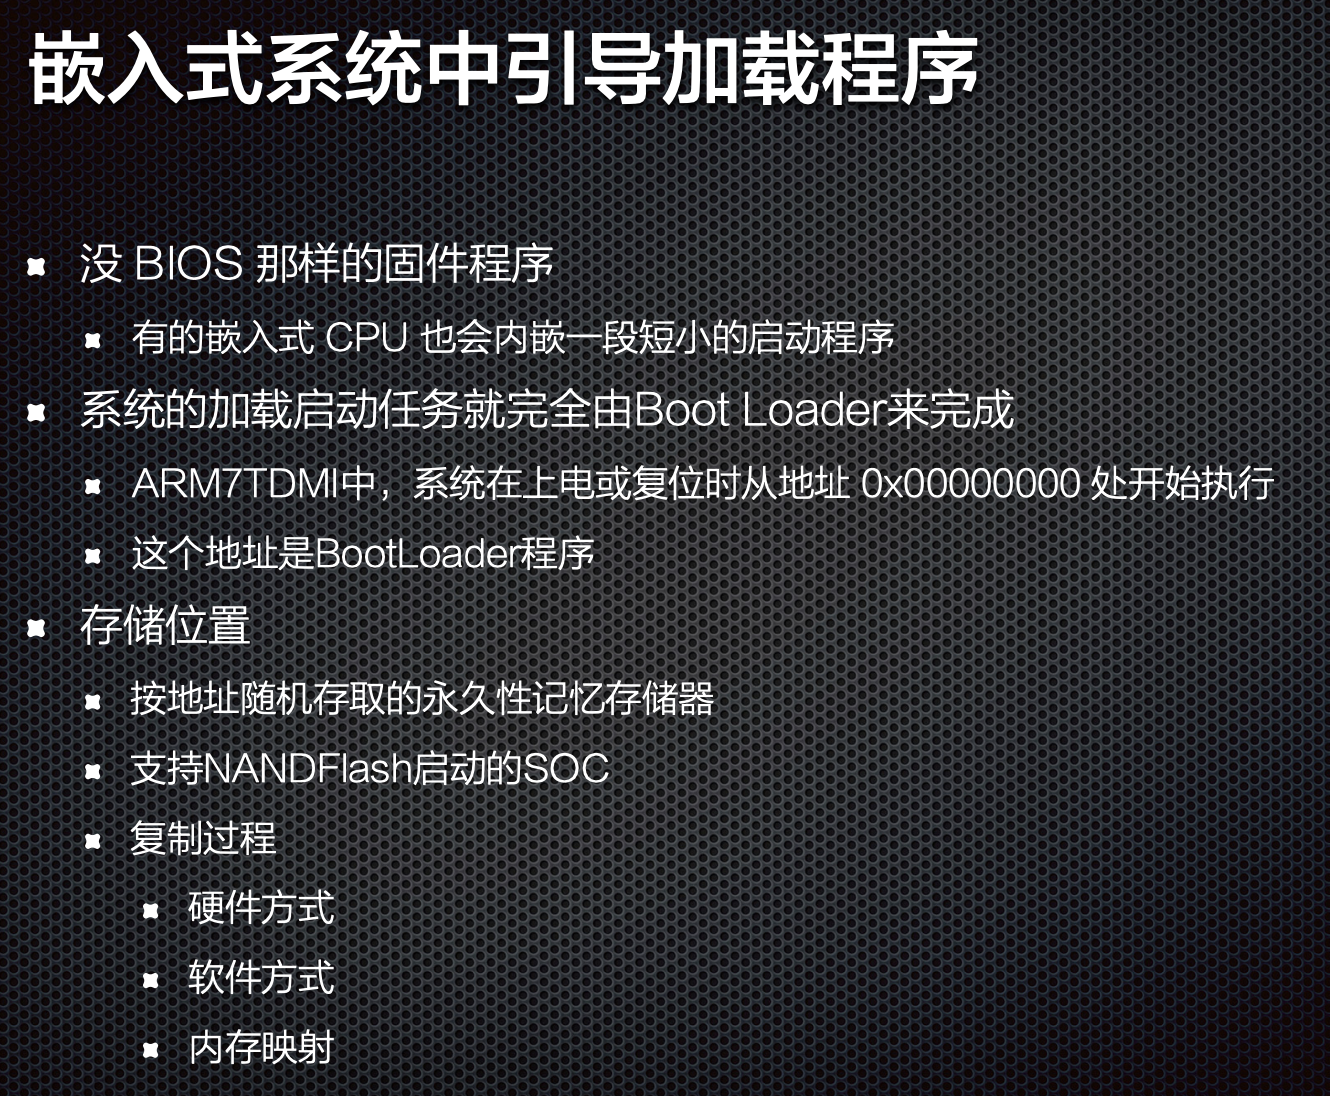 嵌入式系统中引导加载程序
没 BIOS 那样的固件程序
有的嵌入式 CPU 也会内嵌一段短小的启动程序
系统的加载启动任务就完全由Boot Loader来完成
ARM7TDMI中，系统在上电或复位时从地址 0x00000000 处开始执行
这个地址是BootLoader程序
存储位置
按地址随机存取的永久性记忆存储器
支持NANDFlash启动的SOC
复制过程
硬件方式
软件方式
内存映射